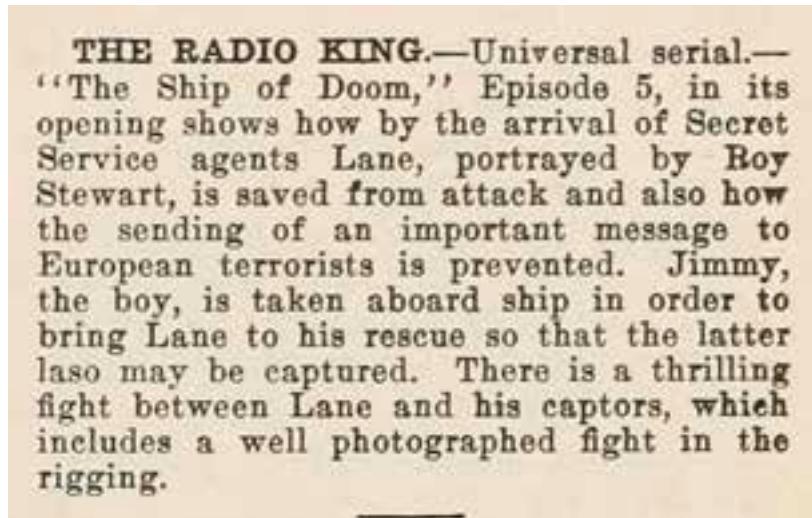 THE RADIO KING.—Universal serial.—
‘‘The Ship of Doom,’’ Episode 5, in its
opening shows how by the arrival of Secret
Service agents Lane, portrayed by Roy
Stewart, is saved from attack and also how
the sending of an important message to
European terrorists is prevented. Jimmy,
the boy, is taken aboard ship in order to
bring Lane to his rescue so that the latter
laso may be captured. There is a thrilling
fight between Lane and his captors, which
includes a well photographed fight in the
rigging.